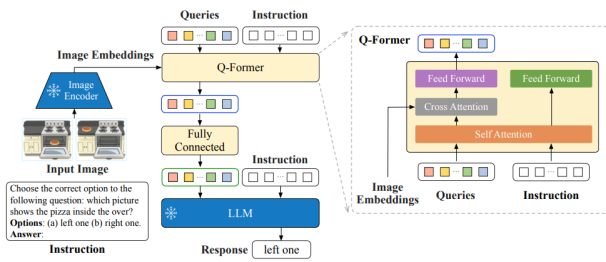 Queries
Instruction
Image Embeddings
Q-Former
Image
Encoder
Input Image
Fully
Connected
Instruction
LLM
Response
left one
Choose the correct option to the
following question: which picture
shows the pizza inside the over?
Options: (a) left one (b) right one.
Answer:
Instruction
Q-Former
Feed Forward
Feed Forward
Cross Attention
Self Attention
Image
Embeddings
Queries
Instruction